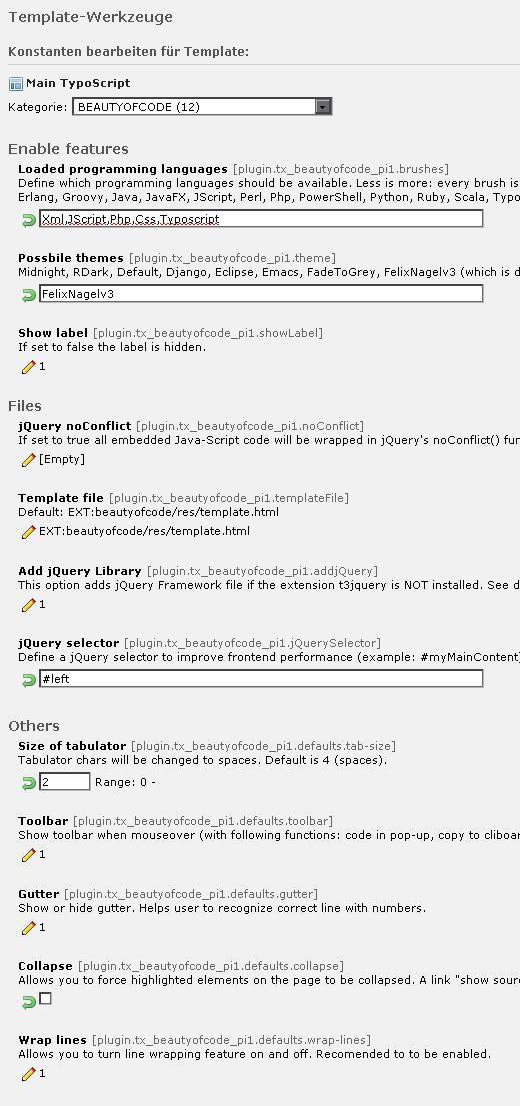 Template-Werkzeuge
Konstanten bearbeiten für Template:
Main TypoScript
Kategorie: BEAUTYOFCODE (12)
Enable features
Loaded programming languages [plugin.tx_beautyofcode_pi1.brushes]
Define which programming languages should be available. Less is more: every brush is
Erlang, Groovy, Java, JavaFX, JScript, Perl, Php, PowerShell, Python, Ruby, Scala, Typo
Xml,JScript,Php,Css,Typoscript
Possbile themes [plugin.tx_beautyofcode_pi1.theme]
Midnight, RDark, Default, Django, Eclipse, Emacs, FadeToGrey, FelixNagelv3 (which is d
FelixNagelv3
Show label [plugin.tx_beautyofcode_pi1.showLabel]
If set to false the label is hidden.
1
Files
jQuery noConflict [plugin.tx_beautyofcode_pi1.noConflict]
If set to true all embedded Java-Script code will be wrapped in jQuery's noConflict() fun
[Empty]
Template file [plugin.tx_beautyofcode_pi1.templateFile]
Default: EXT:beautyofcode/res/template.html
EXT:beautyofcode/res/template.html
Add jQuery Library [plugin.tx_beautyofcode_pi1.addjQuery]
This option adds jQuery Framework file if the extension t3jquery is NOT installed. See d
1
jQuery selector [plugin.tx_beautyofcode_pi1.jQuerySelector]
Define a jQuery selector to improve frontend performance (example: #myMainContent)
#left
Others
Size of tabulator [plugin.tx_beautyofcode_pi1.defaults.tab-size]
Tabulator chars will be changed to spaces. Default is 4 (spaces).
2 Range: 0 -
Toolbar [plugin.tx_beautyofcode_pi1.defaults.toolbar]
Show toolbar when mouseover (with following functions: code in pop-up, copy to cliboar
1
Gutter [plugin.tx_beautyofcode_pi1.defaults.gutter]
Show or hide gutter. Helps user to recognize correct line with numbers.
1
Collapse [plugin.tx_beautyofcode_pi1.defaults.collapse]
Allows you to force highlighted elements on the page to be collapsed. A link "show sour
Wrap lines [plugin.tx_beautyofcode_pi1.defaults.wrap-lines]
Allows you to turn line wrapping feature on and off. Recomended to to be enabled.
1